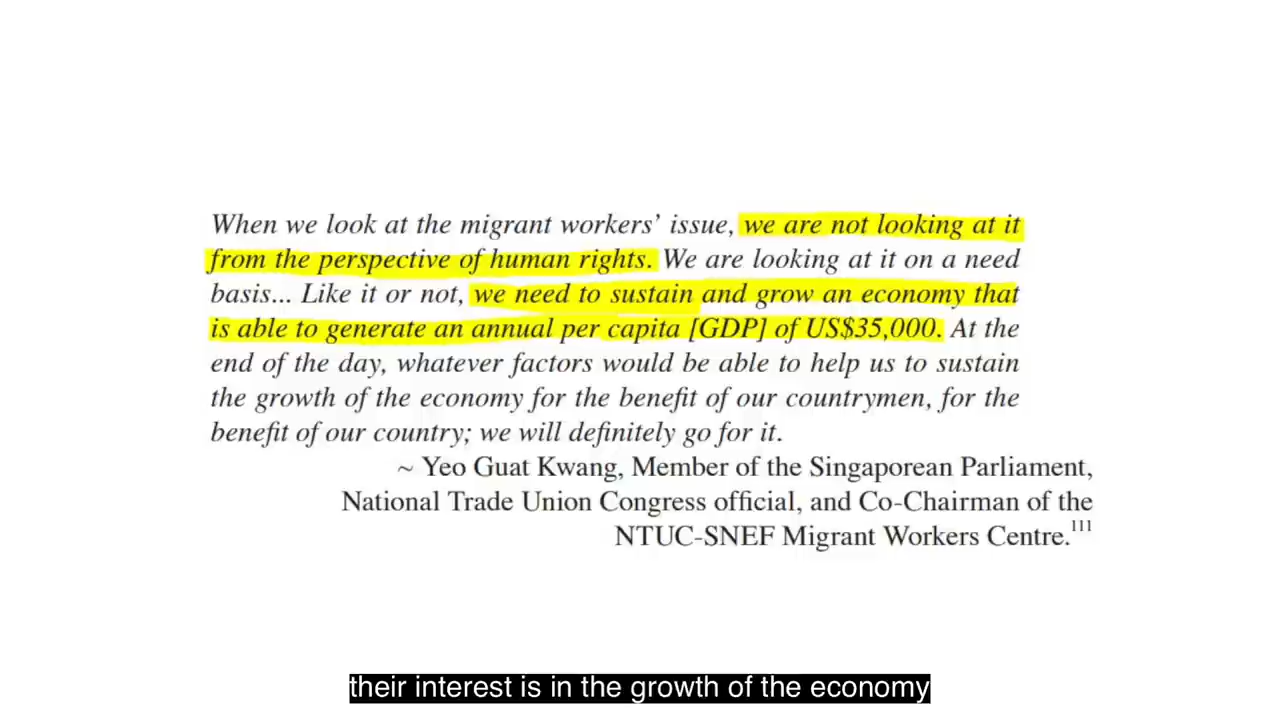 When we look at the migrant workers’ issue, we are not looking at it
from the perspective of human rights. We are looking at it on a need
basis... Like it or not, we need to sustain and grow an economy that
is able to generate an annual per capita [GDP] of US$35,000. At the
end of the day, whatever factors would be able to help us to sustain
the growth of the economy for the benefit of our countrymen, for the
benefit of our country; we will definitely go for it.
~ Yeo Guat Kwang, Member of the Singaporean Parliament,
National Trade Union Congress official, and Co-Chairman of the
NTUC-SNEF Migrant Workers Centre.111
their interest is in the growth of the economy